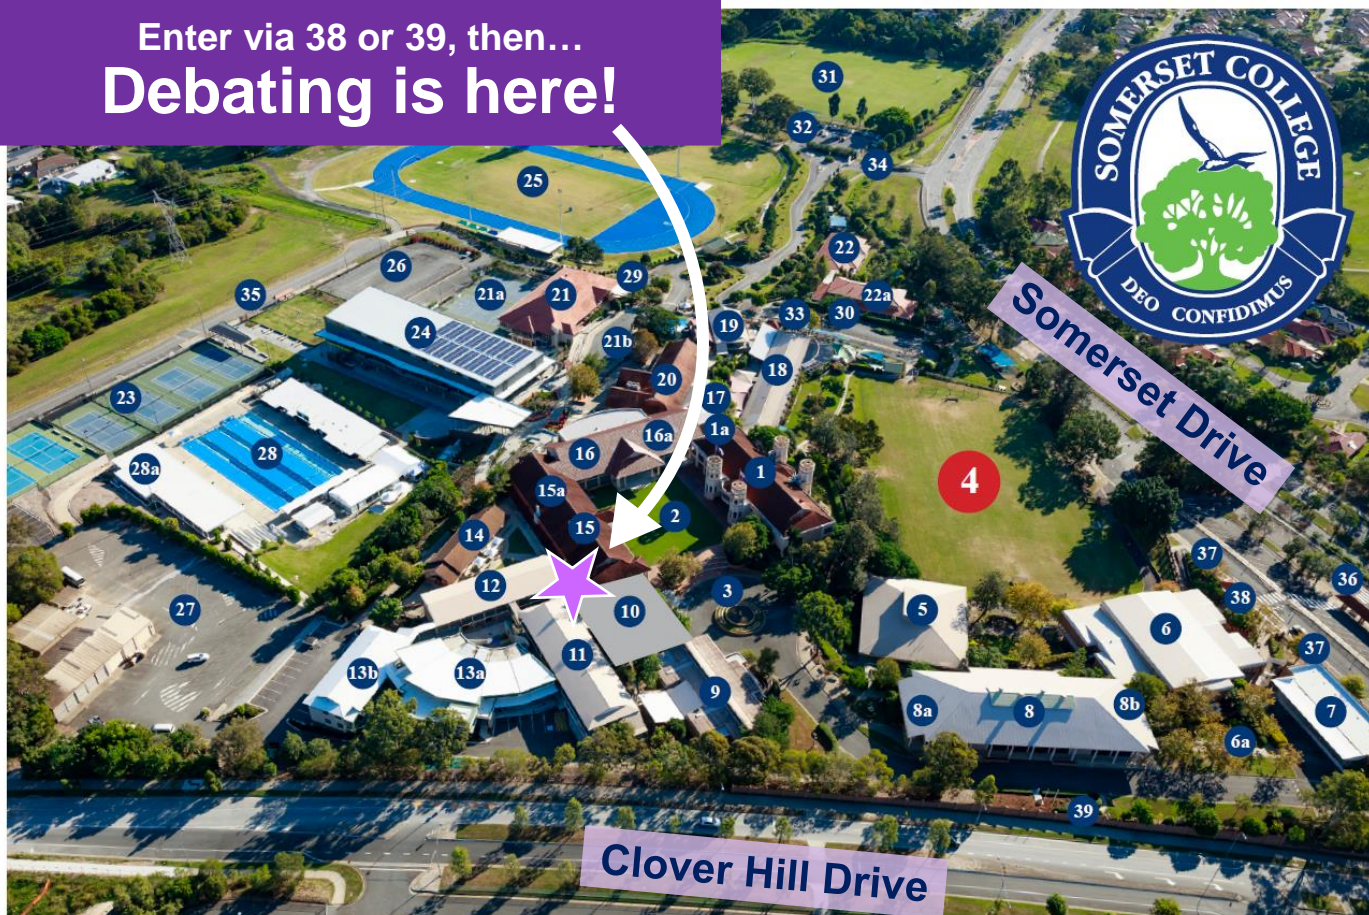 Enter via 38 or 39, then…
Debating is here!
SOMERSET COLLEGE
DEO CONFIDIMUS
Somerset Drive
Clover Hill Drive
31
32
34
25
22
26
29
35
21a
21
22a
24
33
30
19
21b
18
20
23
17
1a
16a
28
16
28a
1
4
15a
15
2
14
37
36
12
3
38
27
10
5
6
37
11
13b
13a
9
8a
8
8b
7
6a
39